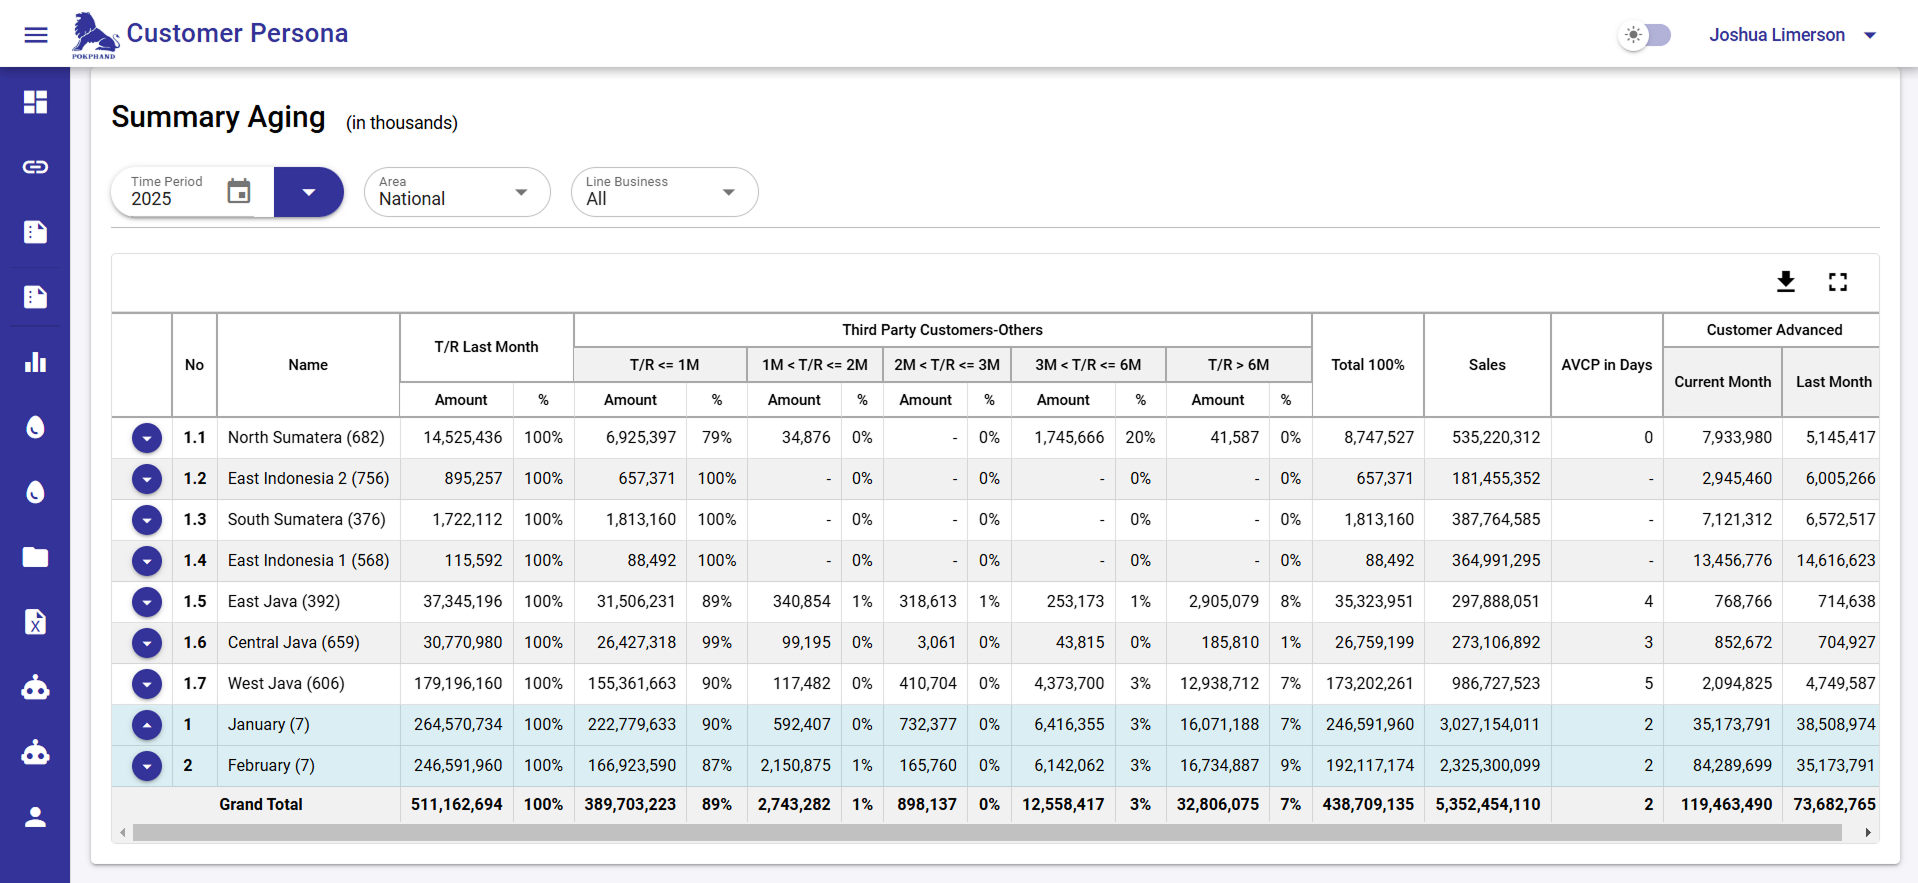 POKPHAND
Customer Persona
Joshua Limerson
Summary Aging (in thousands)
Time Period
2025
Area
National
Line Business
All
No Name T/R Last Month Third Party Customers-Others Total 100% Sales AVCP in Days Customer Advanced
T/R <= 1M 1M < T/R <= 2M 2M < T/R <= 3M 3M < T/R <= 6M T/R > 6M Current Month Last Month
Amount % Amount % Amount % Amount % Amount % Amount %
1.1 North Sumatera (682) 14,525,436 100% 6,925,397 79% 34,876 0% - 0% 1,745,666 20% 41,587 0% 8,747,527 535,220,312 0 7,933,980 5,145,417
1.2 East Indonesia 2 (756) 895,257 100% 657,371 100% - 0% - 0% - 0% - 0% 657,371 181,455,352 - 2,945,460 6,005,266
1.3 South Sumatera (376) 1,722,112 100% 1,813,160 100% - 0% - 0% - 0% - 0% 1,813,160 387,764,585 - 7,121,312 6,572,517
1.4 East Indonesia 1 (568) 115,592 100% 88,492 100% - 0% - 0% - 0% - 0% 88,492 364,991,295 - 13,456,776 14,616,623
1.5 East Java (392) 37,345,196 100% 31,506,231 89% 340,854 1% 318,613 1% 253,173 1% 2,905,079 8% 35,323,951 297,888,051 4 768,766 714,638
1.6 Central Java (659) 30,770,980 100% 26,427,318 99% 99,195 0% 3,061 0% 43,815 0% 185,810 1% 26,759,199 273,106,892 3 852,672 704,927
1.7 West Java (606) 179,196,160 100% 155,361,663 90% 117,482 0% 410,704 0% 4,373,700 3% 12,938,712 7% 173,202,261 986,727,523 5 2,094,825 4,749,587
1 January (7) 264,570,734 100% 222,779,633 90% 592,407 0% 732,377 0% 6,416,355 3% 16,071,188 7% 246,591,960 3,027,154,011 2 35,173,791 38,508,974
2 February (7) 246,591,960 100% 166,923,590 87% 2,150,875 1% 165,760 0% 6,142,062 3% 16,734,887 9% 192,117,174 2,325,300,099 2 84,289,699 35,173,791
Grand Total 511,162,694 100% 389,703,223 89% 2,743,282 1% 898,137 0% 12,558,417 3% 32,806,075 7% 438,709,135 5,352,454,110 2 119,463,490 73,682,765